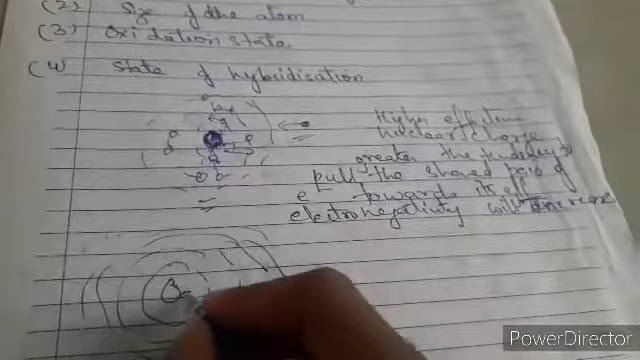 (2) Size of the atom
(3) Oxidation state.
(4) State of hybridisation
Higher effective
nuclear charge
greater the tendency to
pull the shared pair of
e⁻ towards itself
electronegativity will increase
PowerDirector